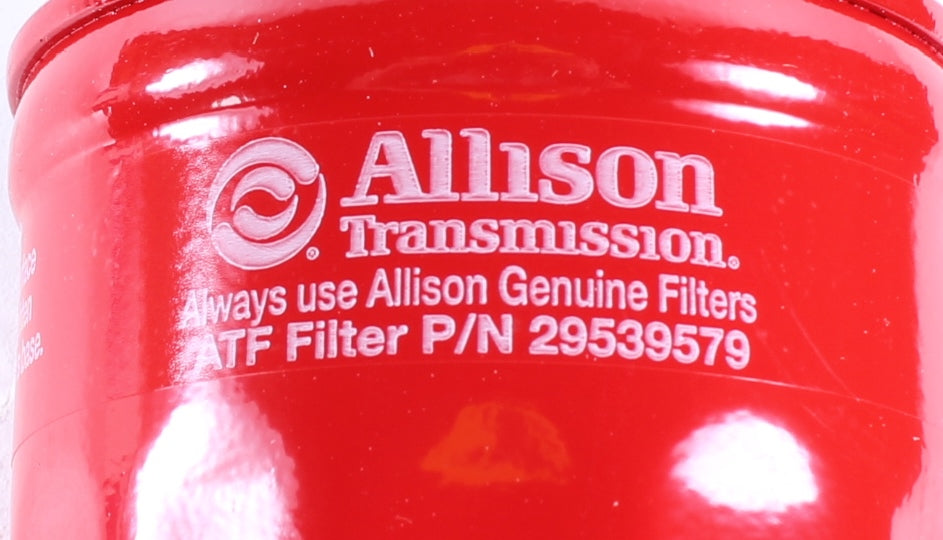 Allison
Transmission®
Always use Allison Genuine Filters
ATF Filter P/N 29539579